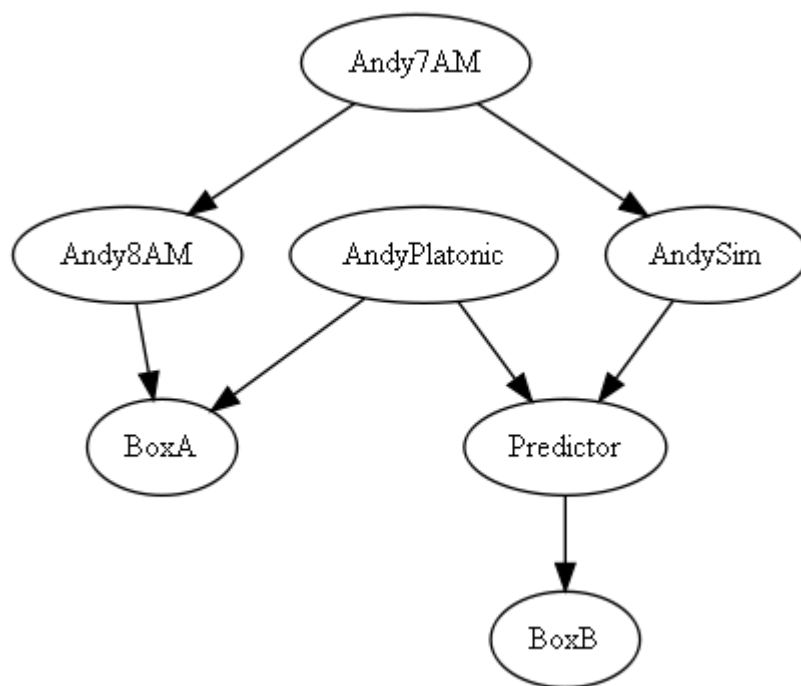 Andy7AM
Andy8AM
AndyPlatonic
AndySim
BoxA
Predictor
BoxB